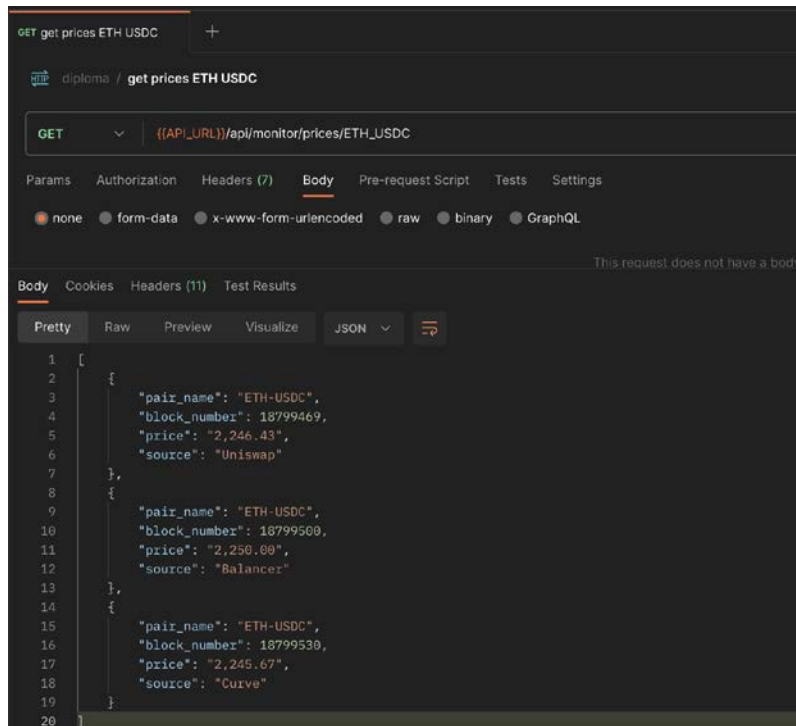 GET get prices ETH USDC +
HTTP diploma / get prices ETH USDC
GET {{API_URL}}/api/monitor/prices/ETH_USDC
Params Authorization Headers (7) Body Pre-request Script Tests Settings
none form-data x-www-form-urlencoded raw binary GraphQL
This request does not have a body
Body Cookies Headers (11) Test Results
Pretty Raw Preview Visualize JSON
1 [
2 {
3 "pair_name": "ETH-USDC",
4 "block_number": 18799469,
5 "price": "2,246.43",
6 "source": "Uniswap"
7 },
8 {
9 "pair_name": "ETH-USDC",
10 "block_number": 18799500,
11 "price": "2,250.00",
12 "source": "Balancer"
13 },
14 {
15 "pair_name": "ETH-USDC",
16 "block_number": 18799530,
17 "price": "2,245.67",
18 "source": "Curve"
19 }
20 ]